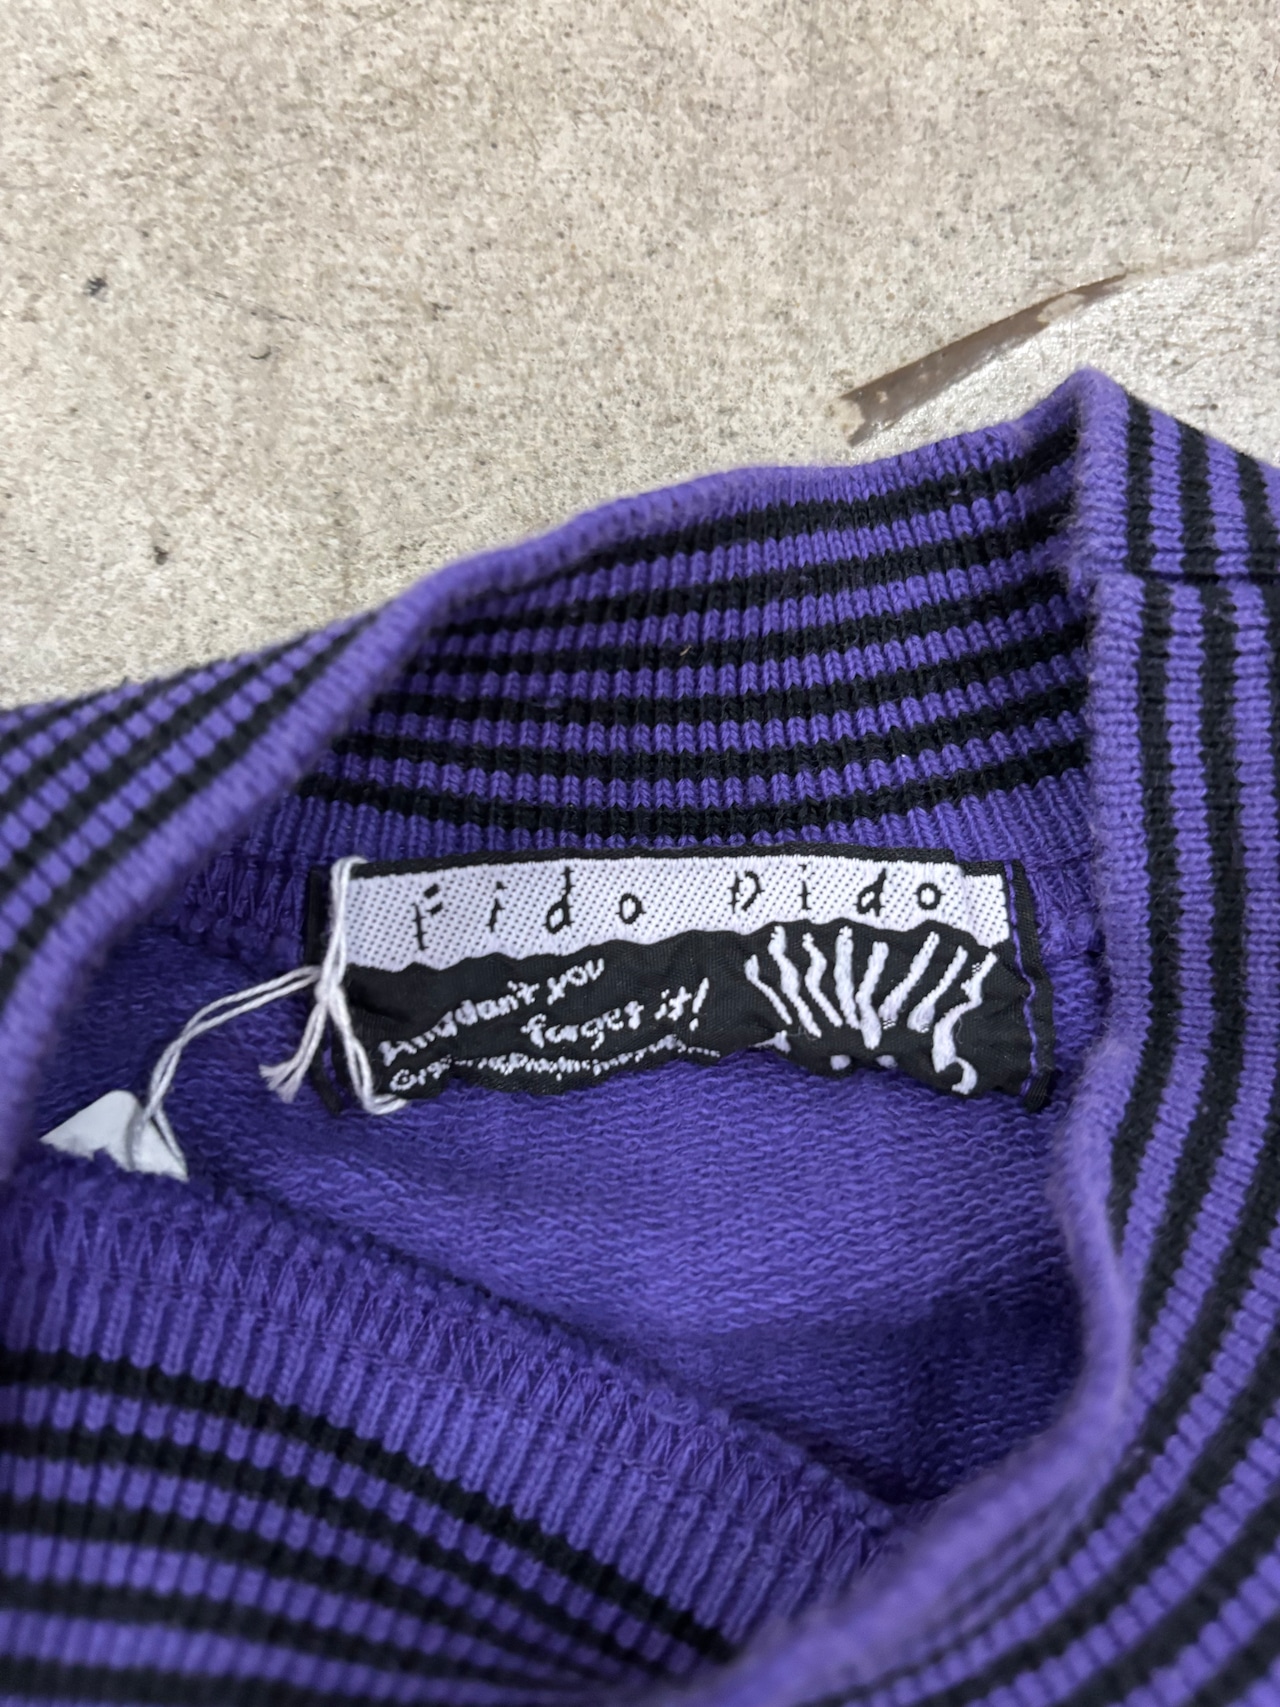 Fido Dido
And don't you
forget it!